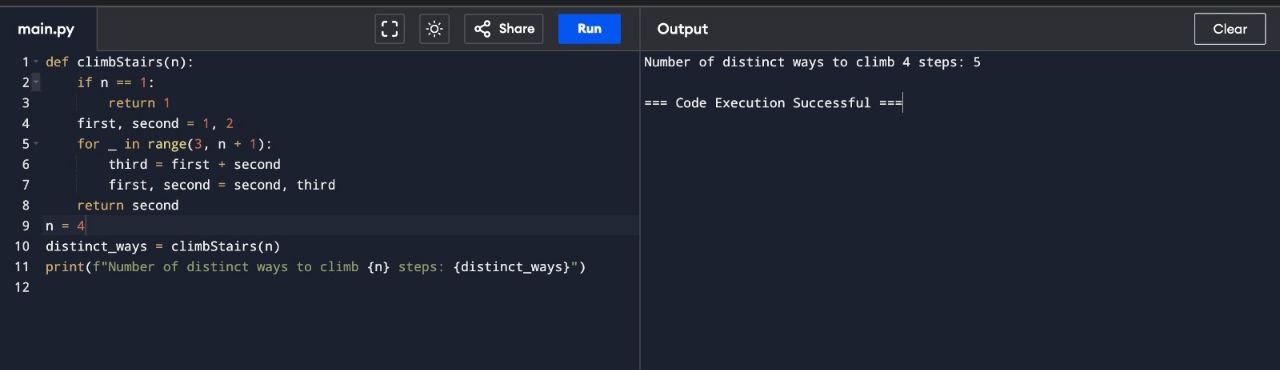 main.py
Share
Run
Output
Clear
1 def climbStairs(n):
2     if n == 1:
3         return 1
4     first, second = 1, 2
5     for _ in range(3, n + 1):
6         third = first + second
7         first, second = second, third
8     return second
9 n = 4
10 distinct_ways = climbStairs(n)
11 print(f"Number of distinct ways to climb {n} steps: {distinct_ways}")
12
Number of distinct ways to climb 4 steps: 5
=== Code Execution Successful ===